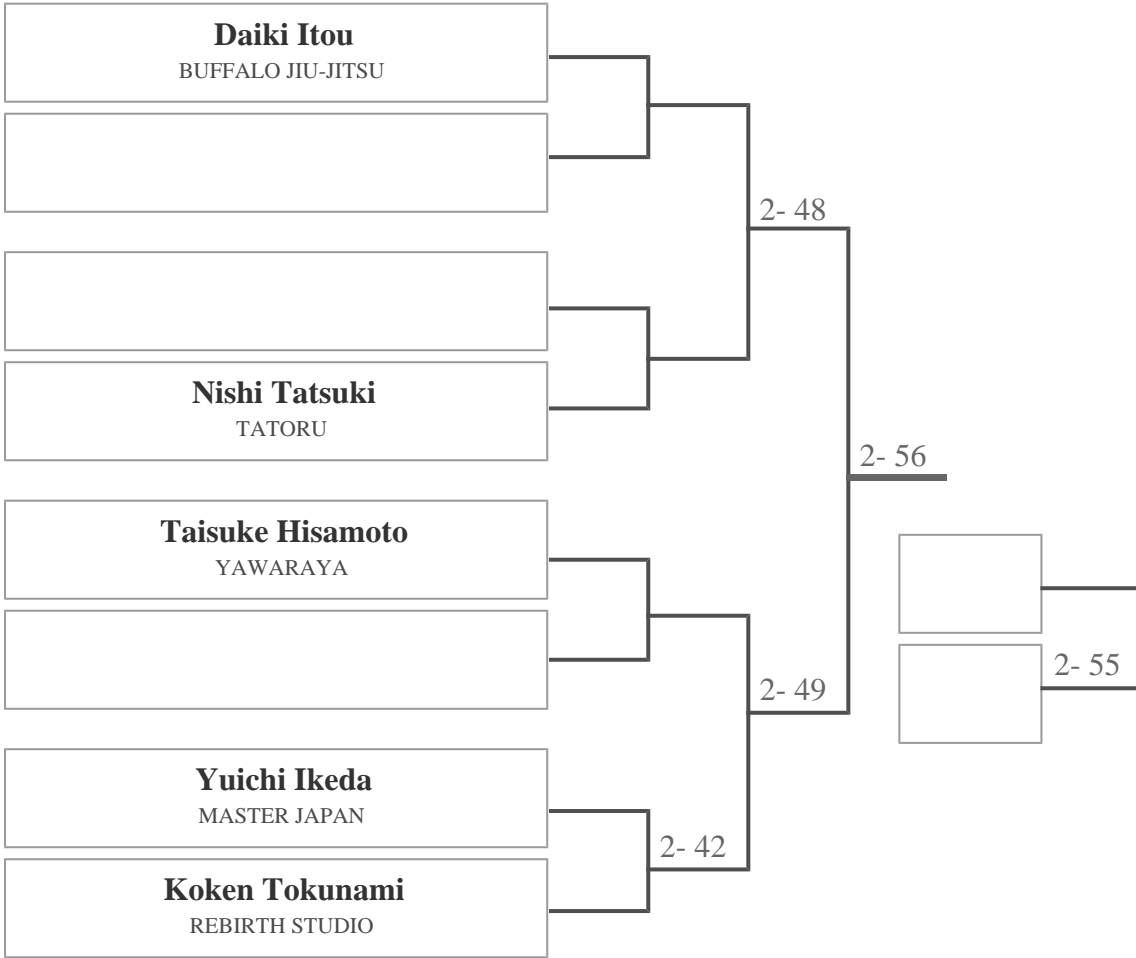 Daiki Itou
BUFFALO JIU-JITSU
2- 48
Nishi Tatsuki
TATORU
2- 56
Taisuke Hisamoto
YAWARAYA
2- 55
2- 49
Yuichi Ikeda
MASTER JAPAN
2- 42
Koken Tokunami
REBIRTH STUDIO